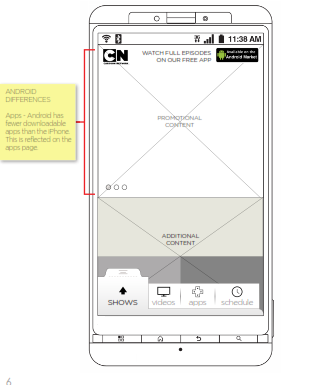 11:38 AM
CN
WATCH FULL EPISODES
ON OUR FREE APP
Available on the
Android Market
ANDROID
DIFFERENCES
Apps - Android has
fewer downloadable
apps than the iPhone.
This is reflected on the
apps page.
PROMOTIONAL
CONTENT
ADDITIONAL
CONTENT
SHOWS
videos
apps
schedule
6